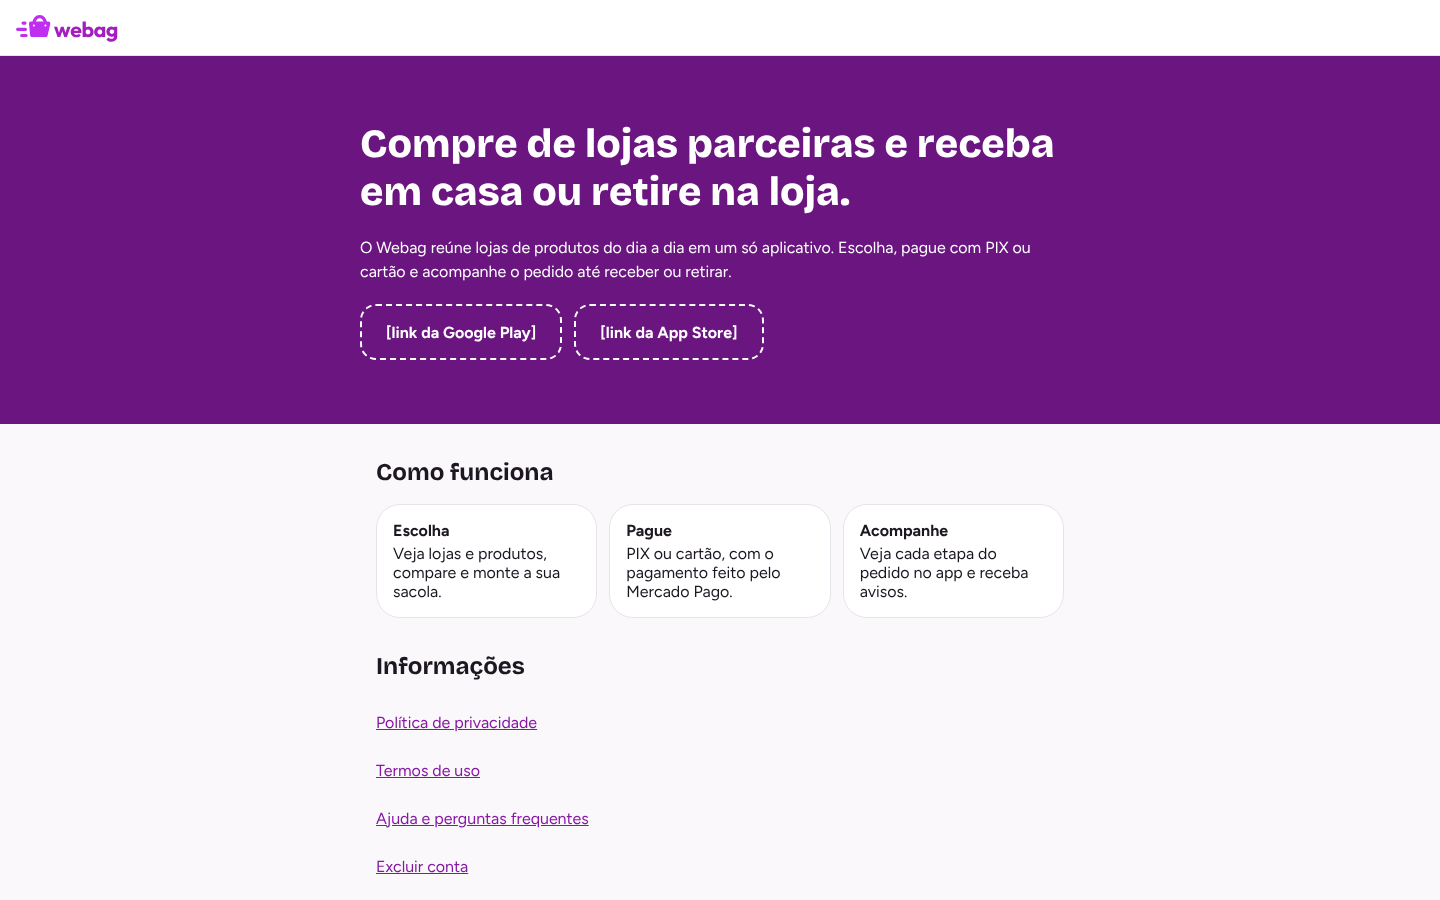 webag
Compre de lojas parceiras e receba
em casa ou retire na loja.
O Webag reúne lojas de produtos do dia a dia em um só aplicativo. Escolha, pague com PIX ou
cartão e acompanhe o pedido até receber ou retirar.
[link da Google Play]
[link da App Store]
Como funciona
Escolha
Veja lojas e produtos,
compare e monte a sua
sacola.
Pague
PIX ou cartão, com o
pagamento feito pelo
Mercado Pago.
Acompanhe
Veja cada etapa do
pedido no app e receba
avisos.
Informações
Política de privacidade
Termos de uso
Ajuda e perguntas frequentes
Excluir conta